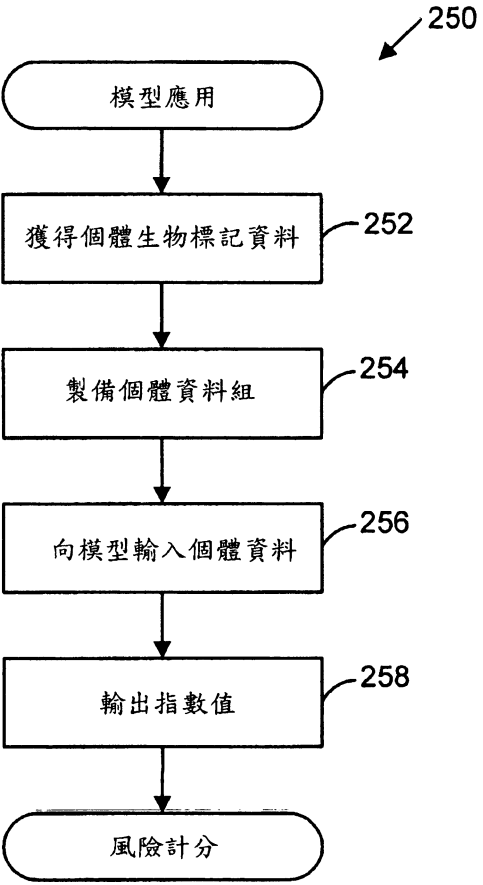 250
模型應用
獲得個體生物標記資料
252
製備個體資料組
254
向模型輸入個體資料
256
輸出指數值
258
風險計分